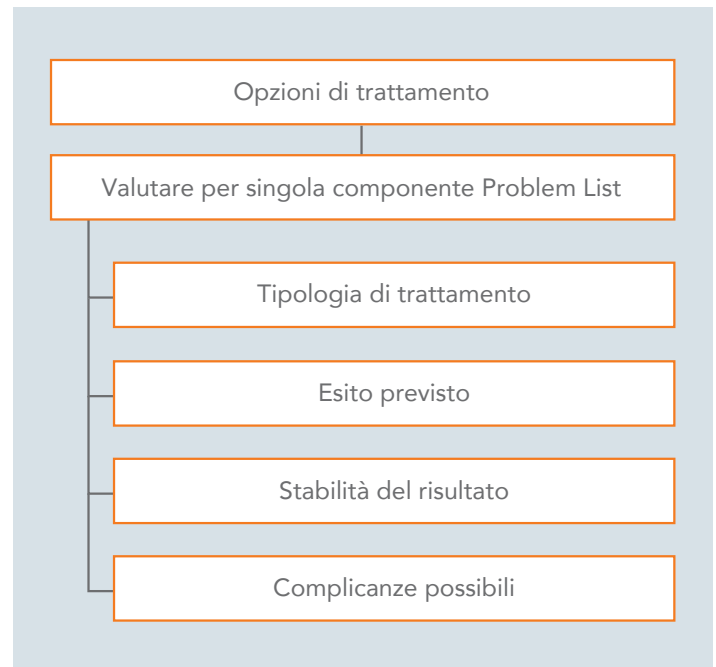 Opzioni di trattamento
Valutare per singola componente Problem List
Tipologia di trattamento
Esito previsto
Stabilità del risultato
Complicanze possibili